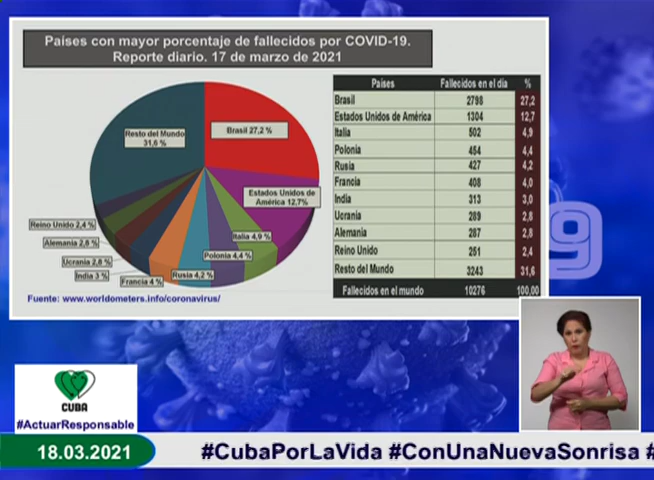 Países con mayor porcentaje de fallecidos por COVID-19.
Reporte diario. 17 de marzo de 2021
Resto del Mundo
31,6 %
Brasil 27,2 %
Estados Unidos de
América 12,7%
Italia 4,9 %
Polonia 4,4 %
Rusia 4,2 %
Francia 4 %
India 3 %
Ucrania 2,8 %
Alemania 2,8 %
Reino Unido 2,4 %
Fuente: www.worldometers.info/coronavirus/
Países Fallecidos en el día %
Brasil 2798 27,2
Estados Unidos de América 1304 12,7
Italia 502 4,9
Polonia 454 4,4
Rusia 427 4,2
Francia 408 4,0
India 313 3,0
Ucrania 289 2,8
Alemania 287 2,8
Reino Unido 251 2,4
Resto del Mundo 3243 31,6
Fallecidos en el mundo 10276 100,00
9
CUBA
#ActuarResponsable
18.03.2021
#CubaPorLaVida #ConUnaNuevaSonrisa #